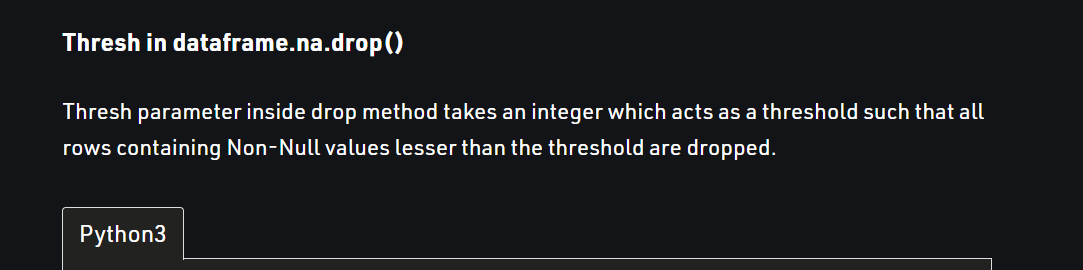 Thresh in dataframe.na.drop()
Thresh parameter inside drop method takes an integer which acts as a threshold such that all
rows containing Non-Null values lesser than the threshold are dropped.
Python3